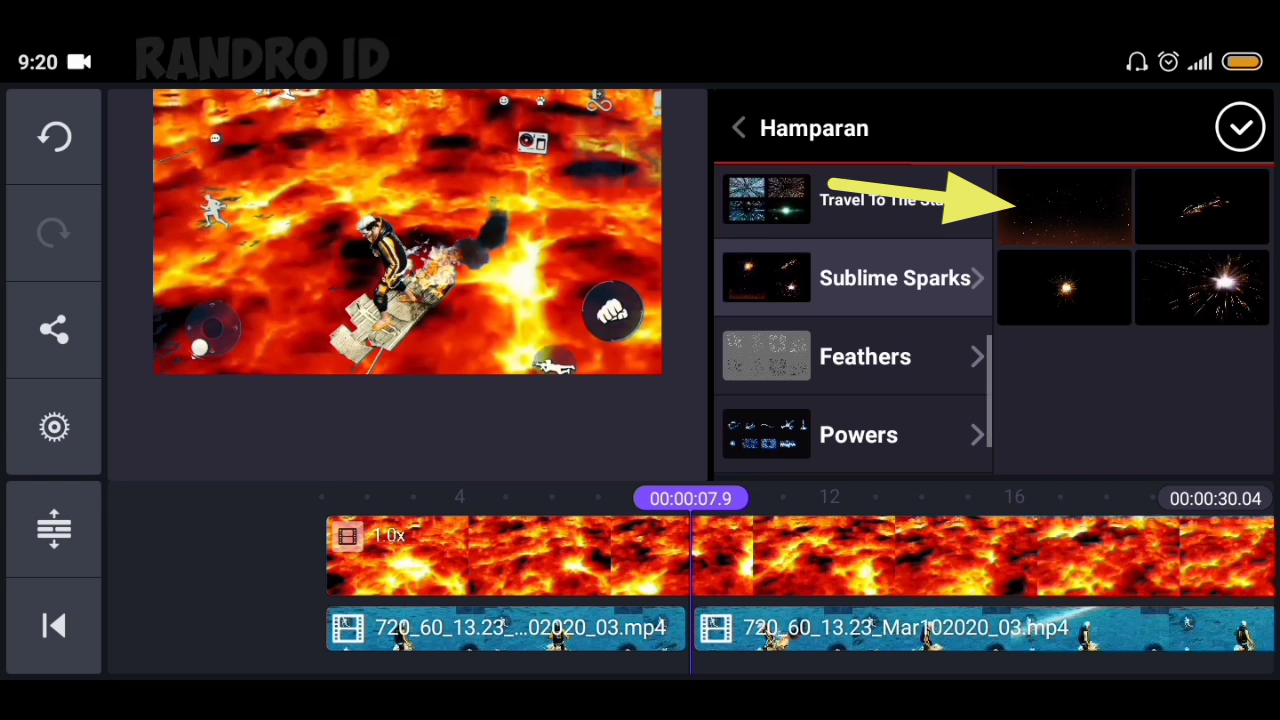 9:20
RANDRO ID
Hamparan
Travel To The Sta
Sublime Sparks
Feathers
Powers
4
00:00:07.9
12
16
00:00:30.04
1.0x
720_60_13.23_...02020_03.mp4
720_60_13.23_Mar102020_03.mp4